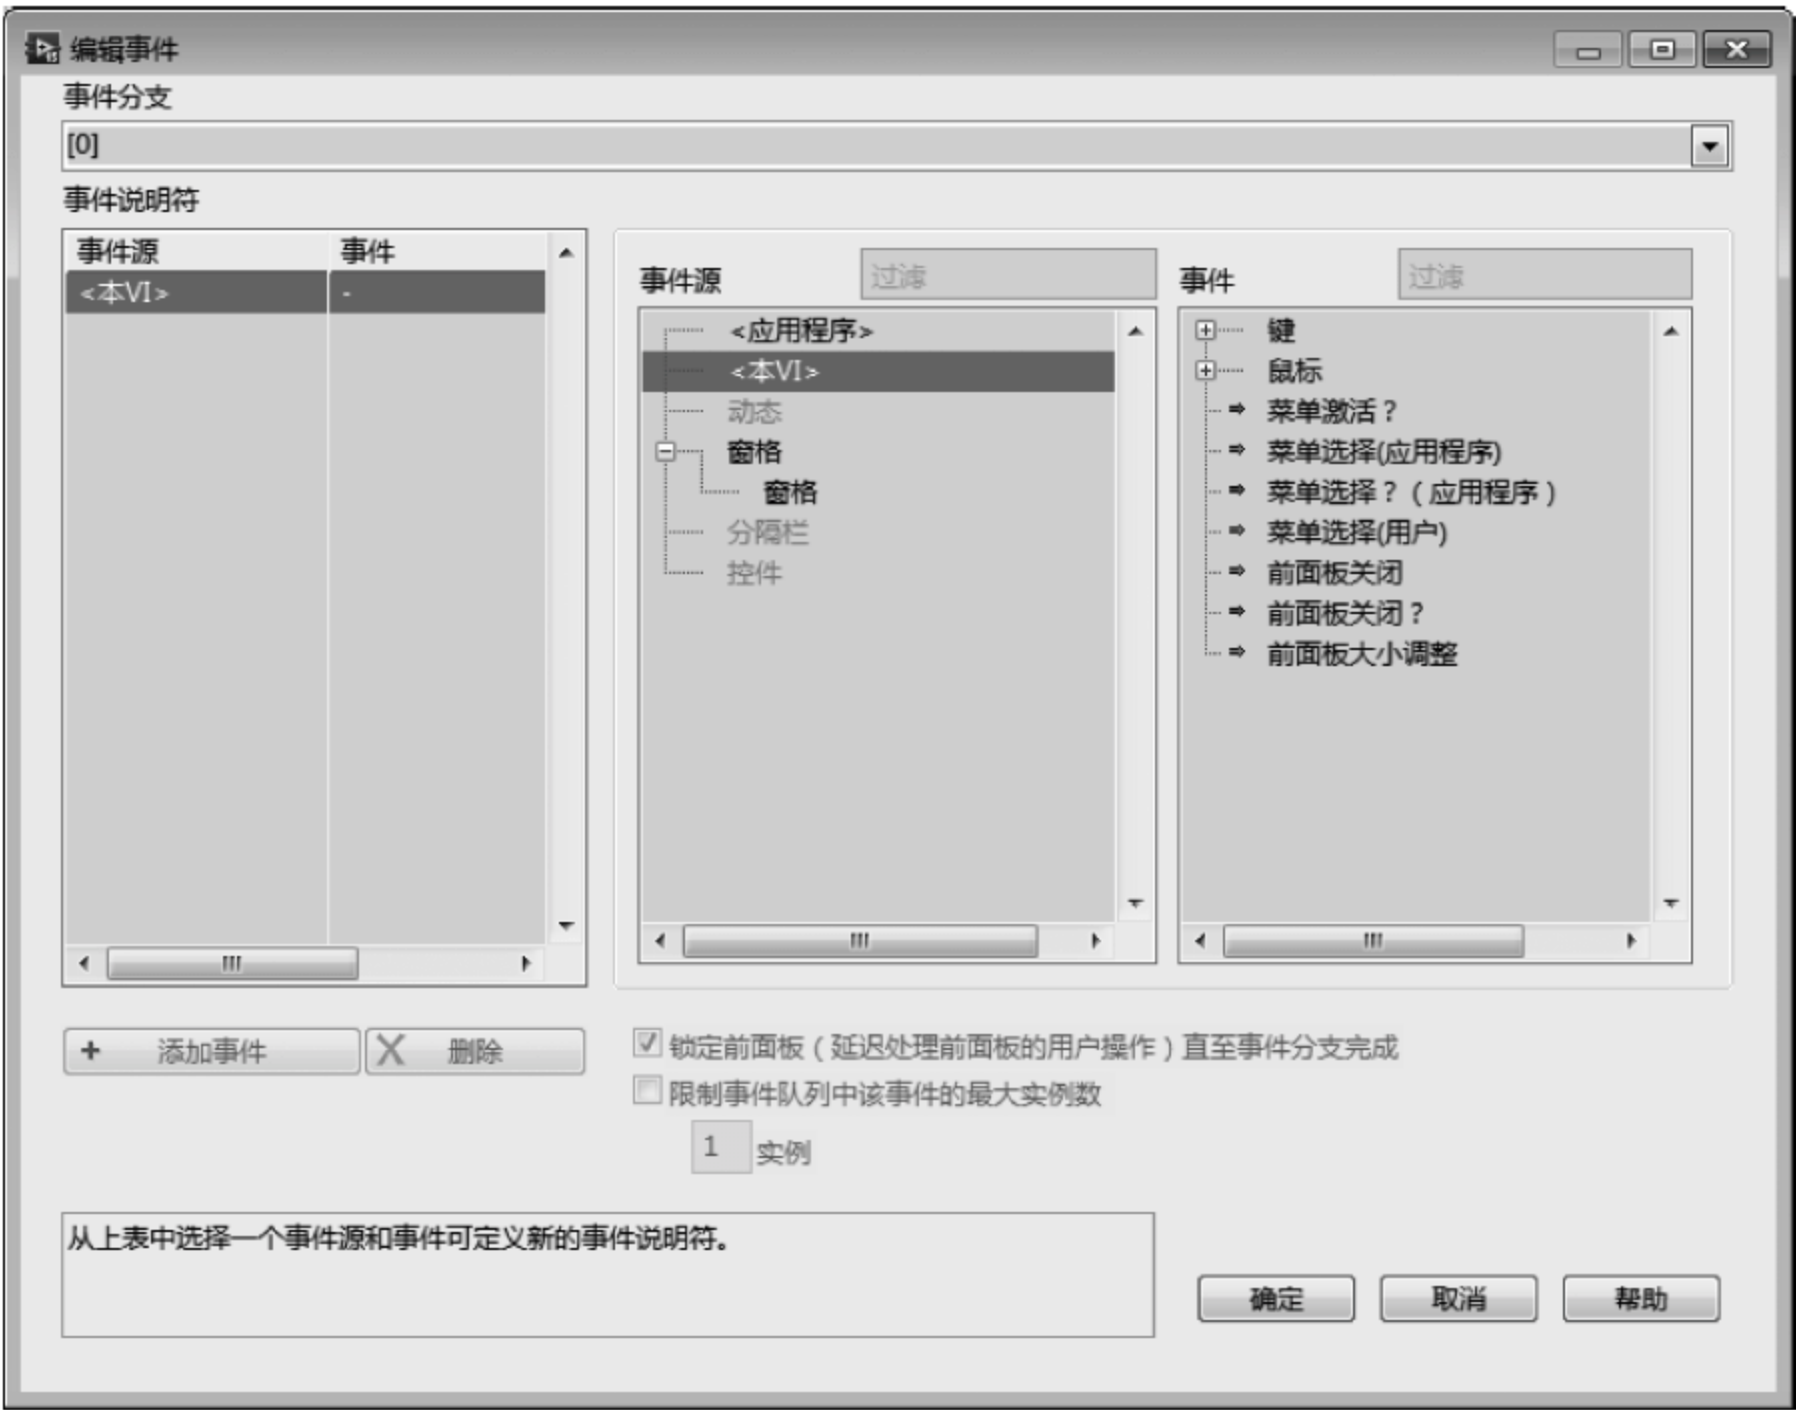 编辑事件
事件分支
[0]
事件说明符
事件源 事件
<本VI> -
事件源 过滤
<应用程序>
<本VI>
动态
窗格
窗格
分隔栏
控件
事件 过滤
键
鼠标
菜单激活？
菜单选择(应用程序)
菜单选择？（应用程序）
菜单选择(用户)
前面板关闭
前面板关闭？
前面板大小调整
添加事件 删除
锁定前面板（延迟处理前面板的用户操作）直至事件分支完成
限制事件队列中该事件的最大实例数
1 实例
从上表中选择一个事件源和事件可定义新的事件说明符。
确定 取消 帮助